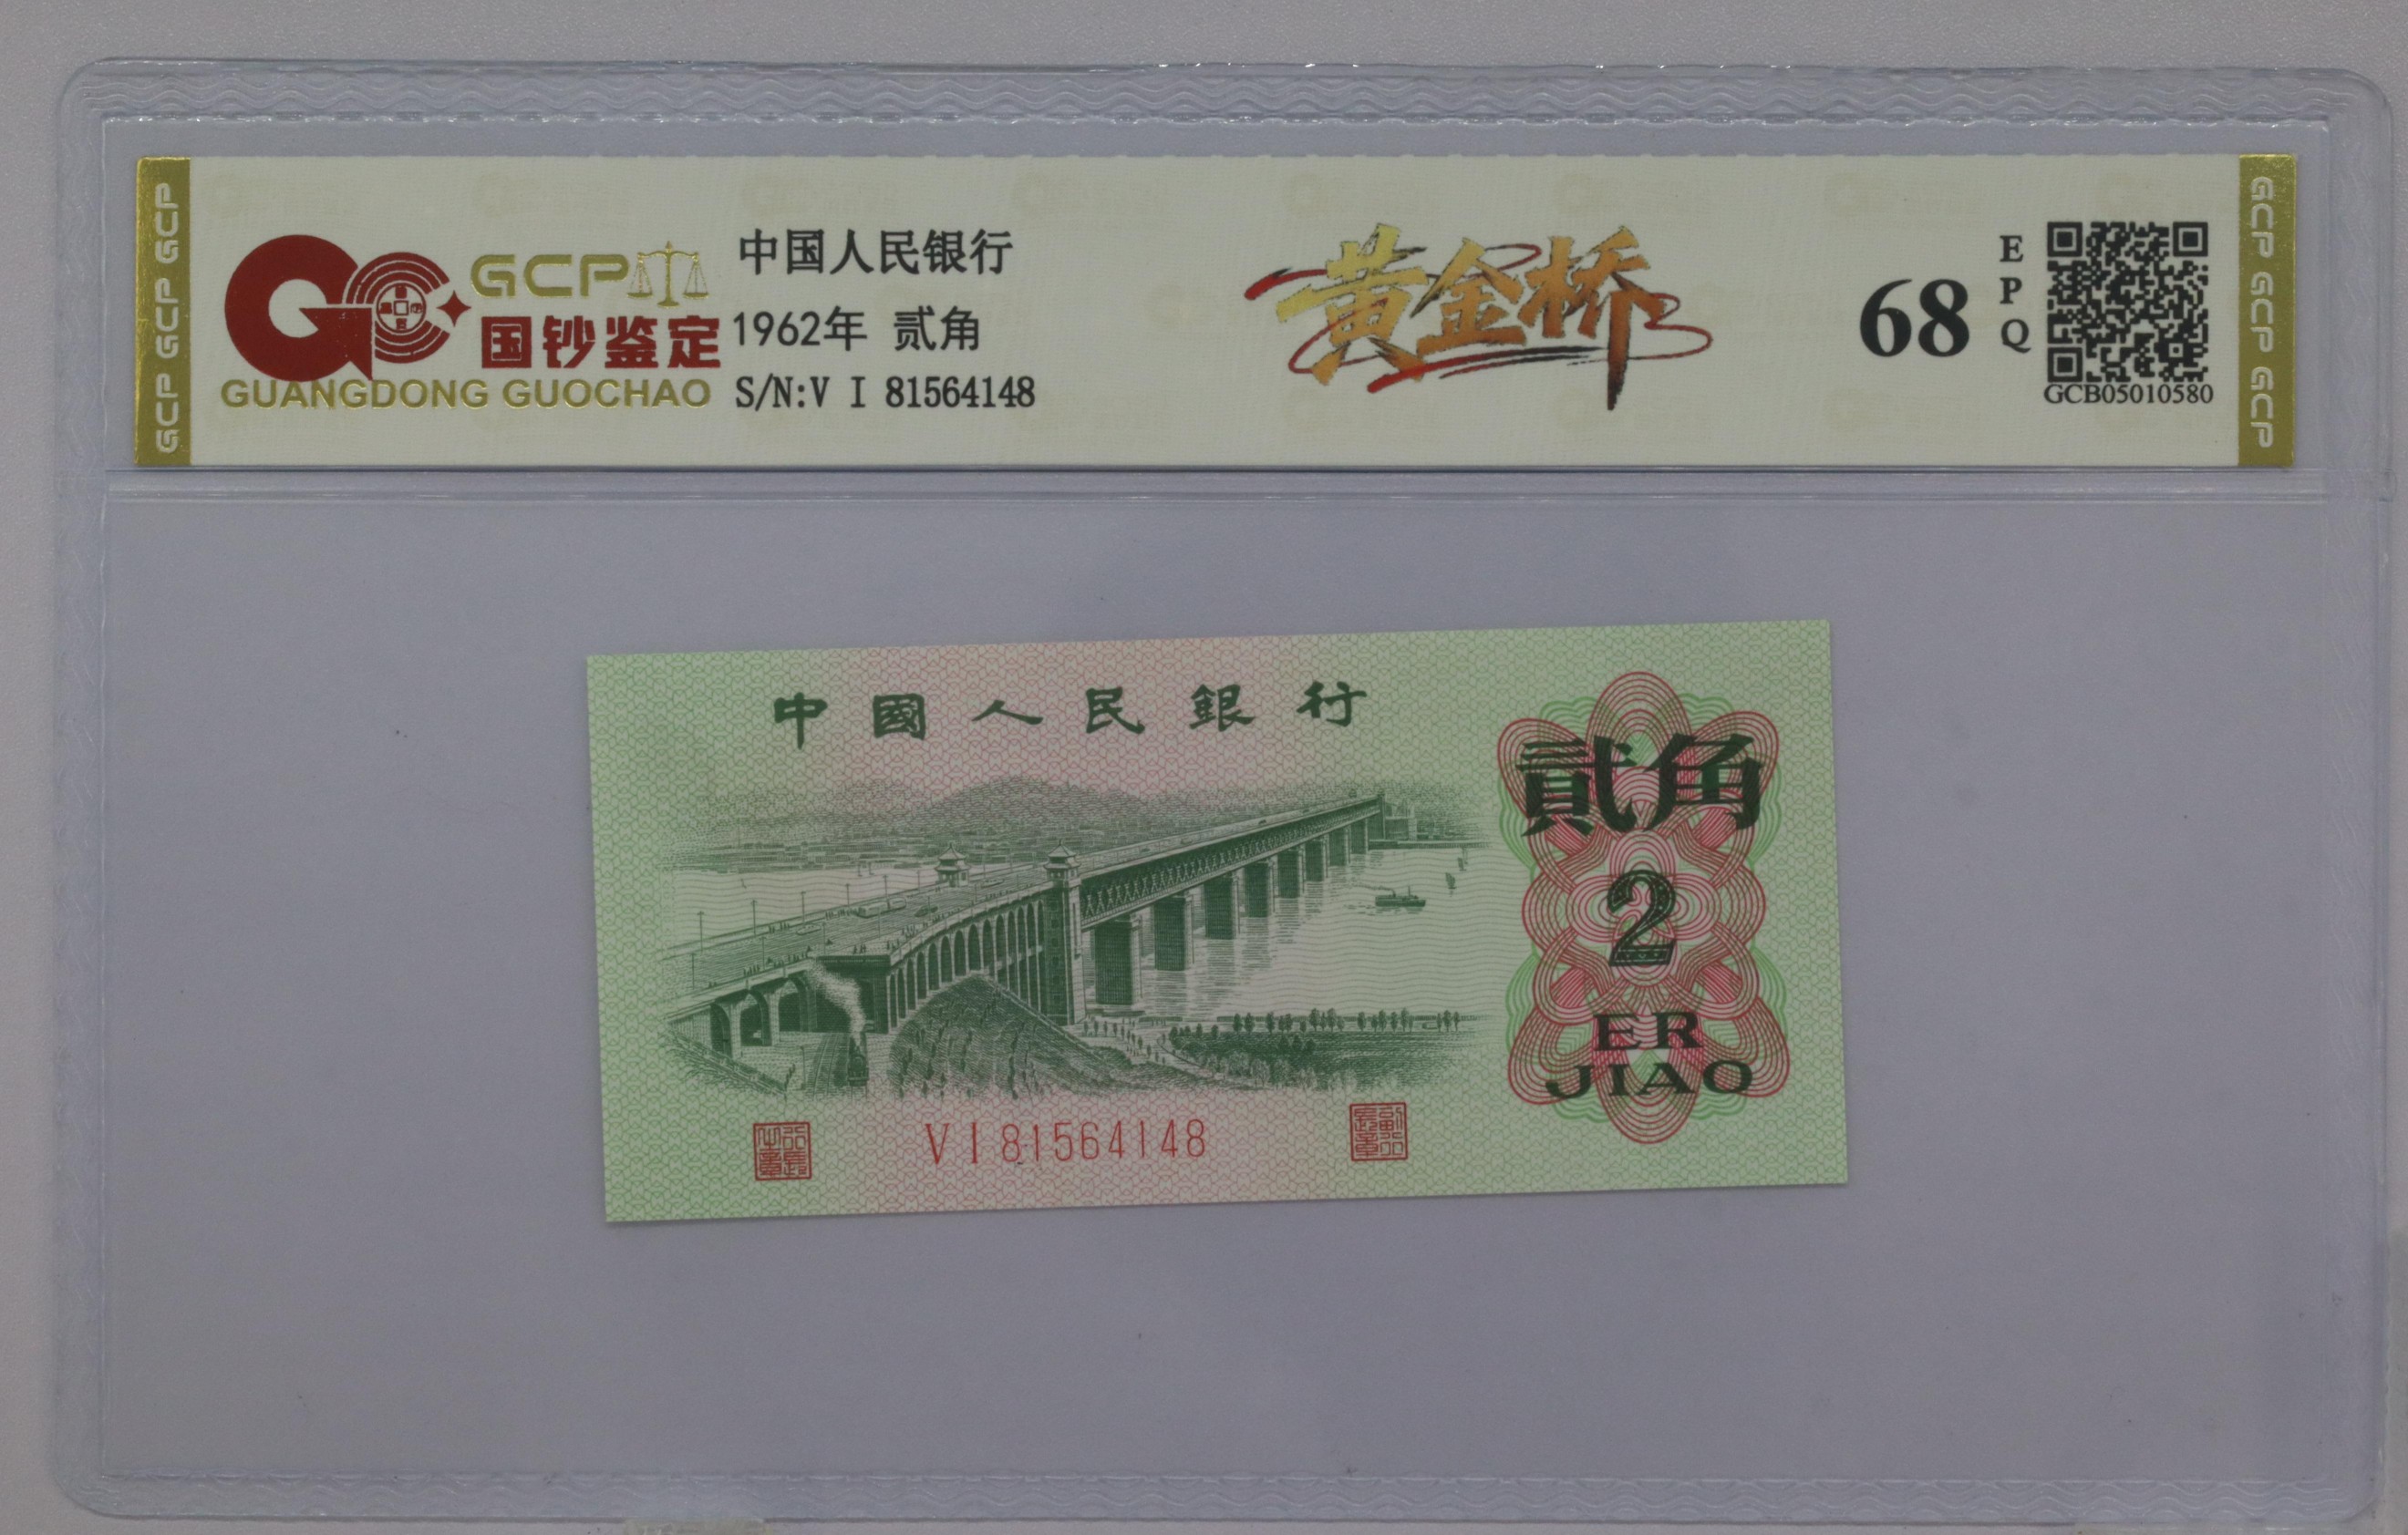 GCP GCP GCP
GCP
国钞鉴定
GUANGDONG GUOCHAO
中国人民银行
1962年 贰角
S/N:V I 81564148
黄金桥
68
EPQ
GCB05010580
GCP GCP GCP
中國人民銀行
貳角
2
ER
JIAO
V I 81564148